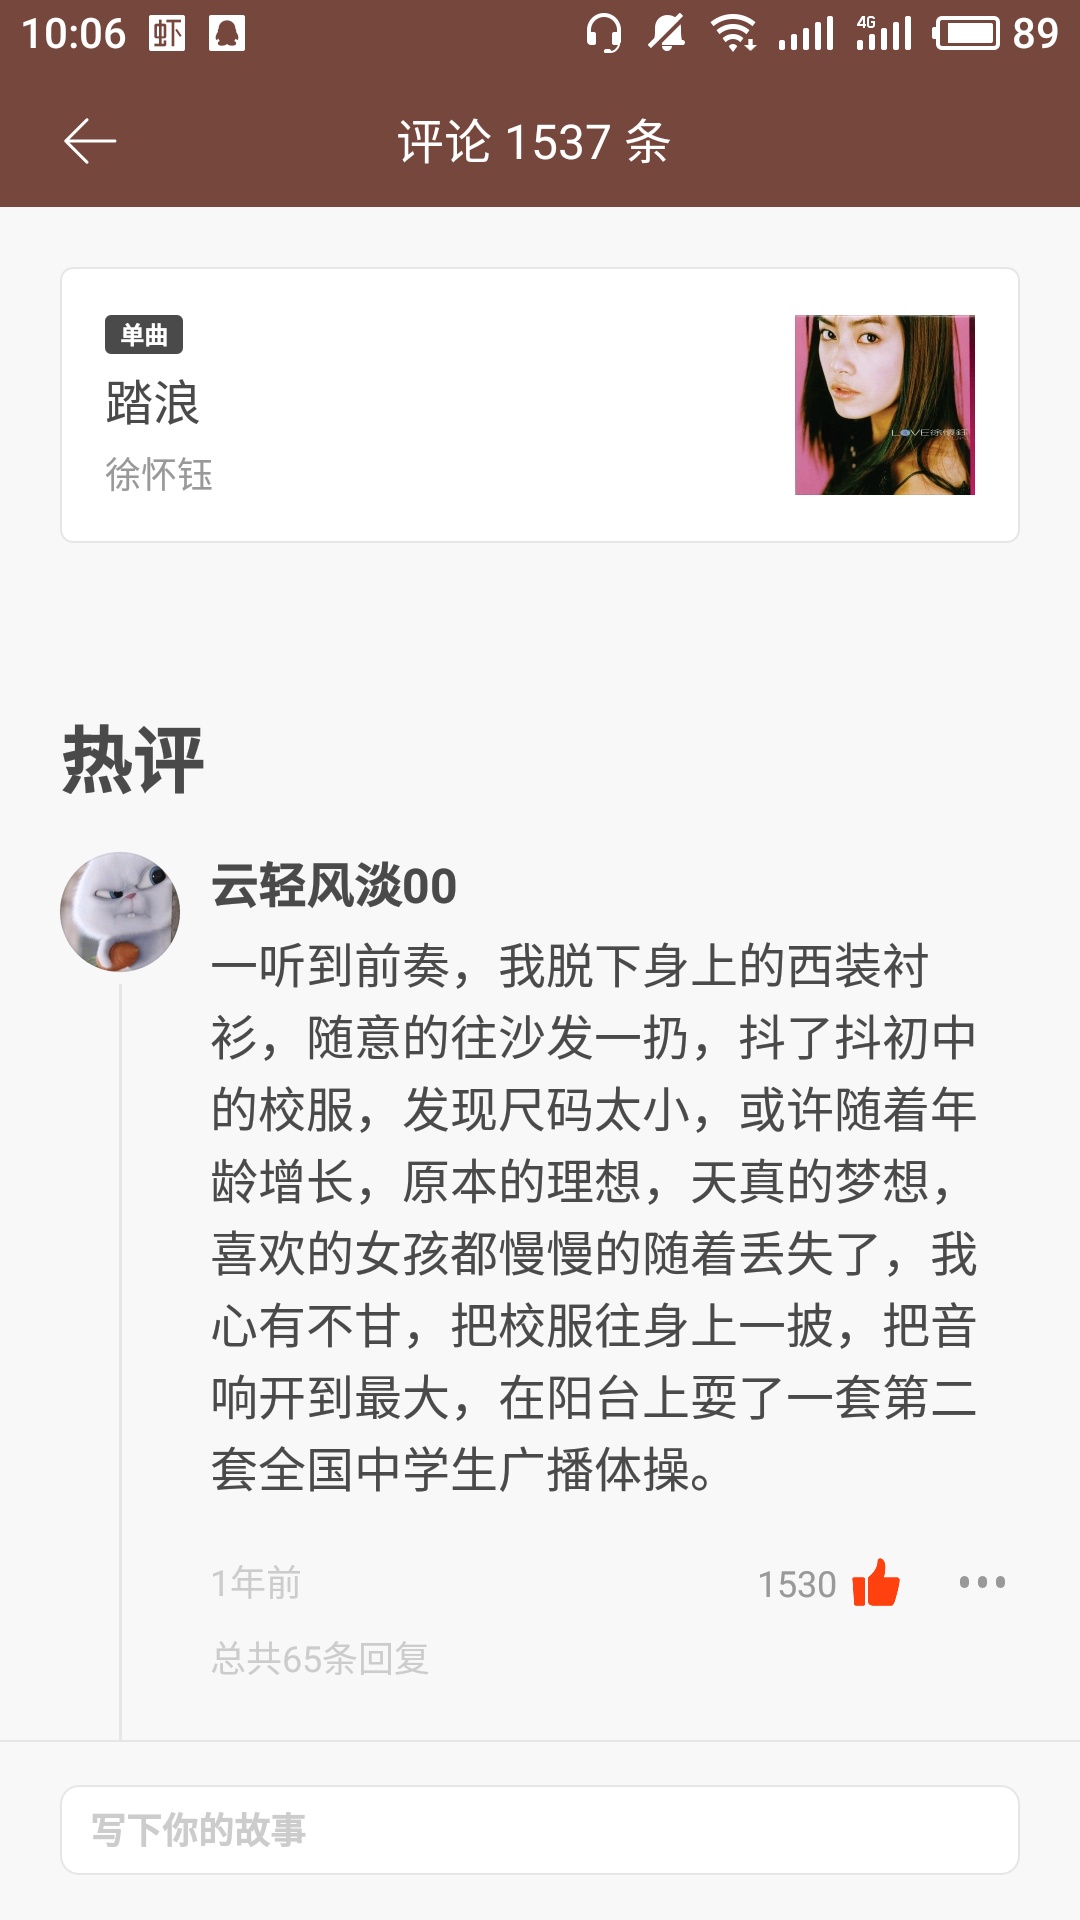 10:06 虾 4G 89
评论 1537 条
单曲
踏浪
徐怀钰
LOVE徐懷鈺
热评
云轻风淡00
一听到前奏，我脱下身上的西装衬
衫，随意的往沙发一扔，抖了抖初中
的校服，发现尺码太小，或许随着年
龄增长，原本的理想，天真的梦想，
喜欢的女孩都慢慢的随着丢失了，我
心有不甘，把校服往身上一披，把音
响开到最大，在阳台上耍了一套第二
套全国中学生广播体操。
1年前 1530
总共65条回复
写下你的故事